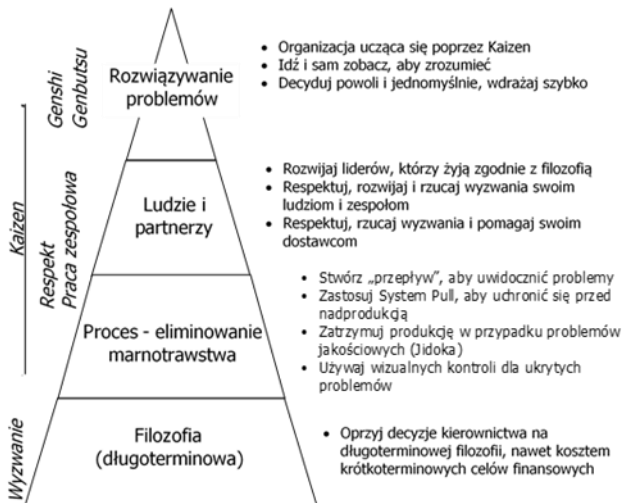 Genshi
Genbutsu
Rozwiązywanie
problemów
• Organizacja ucząca się poprzez Kaizen
• Idź i sam zobacz, aby zrozumieć
• Decyduj powoli i jednomyślnie, wdrażaj szybko
Kaizen
Respekt
Praca zespołowa
Ludzie i
partnerzy
• Rozwijaj liderów, którzy żyją zgodnie z filozofią
• Respektuj, rozwijaj i rzucaj wyzwania swoim
ludziom i zespołom
• Respektuj, rzucaj wyzwania i pomagaj swoim
dostawcom
Proces - eliminowanie
marnotrawstwa
• Stwórz „przepływ”, aby uwidocznić problemy
• Zastosuj System Pull, aby uchronić się przed
nadprodukcją
• Zatrzymuj produkcję w przypadku problemów
jakościowych (Jidoka)
• Używaj wizualnych kontroli dla ukrytych
problemów
Wyzwanie
Filozofia
(długoterminowa)
• Oprzyj decyzje kierownictwa na
długoterminowej filozofii, nawet kosztem
krótkoterminowych celów finansowych